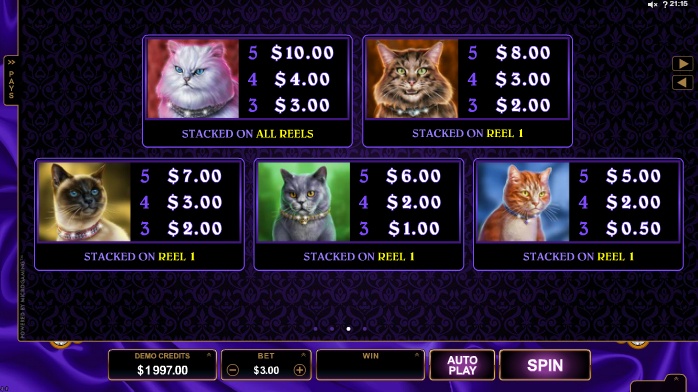 21:15
PAYS
5 $10.00
4 $4.00
3 $3.00
STACKED ON ALL REELS
5 $8.00
4 $3.00
3 $2.00
STACKED ON REEL 1
5 $7.00
4 $3.00
3 $2.00
STACKED ON REEL 1
5 $6.00
4 $2.00
3 $1.00
STACKED ON REEL 1
5 $5.00
4 $2.00
3 $0.50
STACKED ON REEL 1
POWERED BY MICROGAMING™
DEMO CREDITS
$1997.00
BET
$3.00
WIN
AUTO
PLAY
SPIN